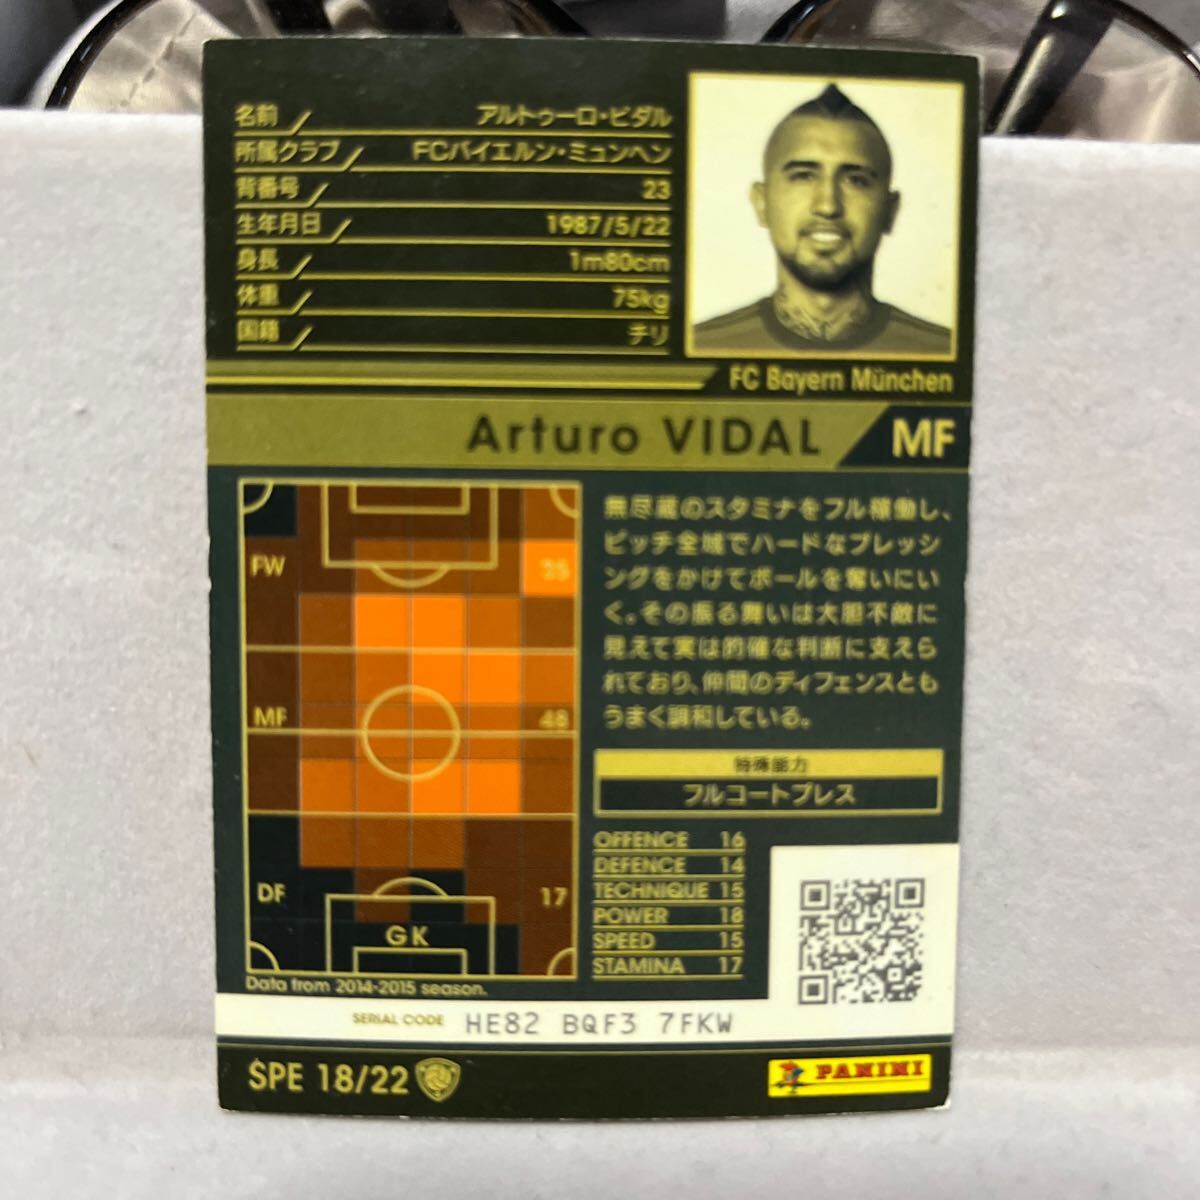 名前 アルトゥーロ・ビダル
所属クラブ FCバイエルン・ミュンヘン
背番号 23
生年月日 1987/5/22
身長 1m80cm
体重 75kg
国籍 チリ
FC Bayern München
Arturo VIDAL MF
FW 35
MF 48
DF 17
GK
Data from 2014-2015 season.
無尽蔵のスタミナをフル稼働し、
ピッチ全域でハードなプレッシ
ングをかけてボールを奪いにい
く。その振る舞いは大胆不敵に
見えて実は的確な判断に支えら
れており、仲間のディフェンスとも
うまく調和している。
特殊能力
フルコートプレス
OFFENCE 16
DEFENCE 14
TECHNIQUE 15
POWER 18
SPEED 15
STAMINA 17
SERIAL CODE HE82 BQF3 7FKW
SPE 18/22
PANINI